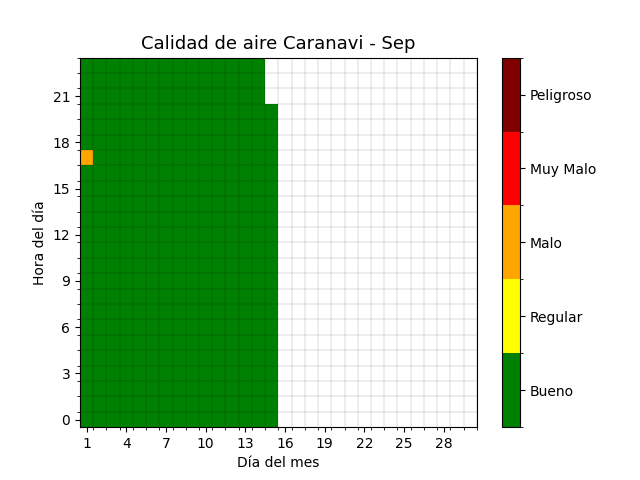 Calidad de aire Caranavi - Sep
Hora del día
21
18
15
12
9
6
3
0
1 4 7 10 13 16 19 22 25 28
Día del mes
Peligroso
Muy Malo
Malo
Regular
Bueno